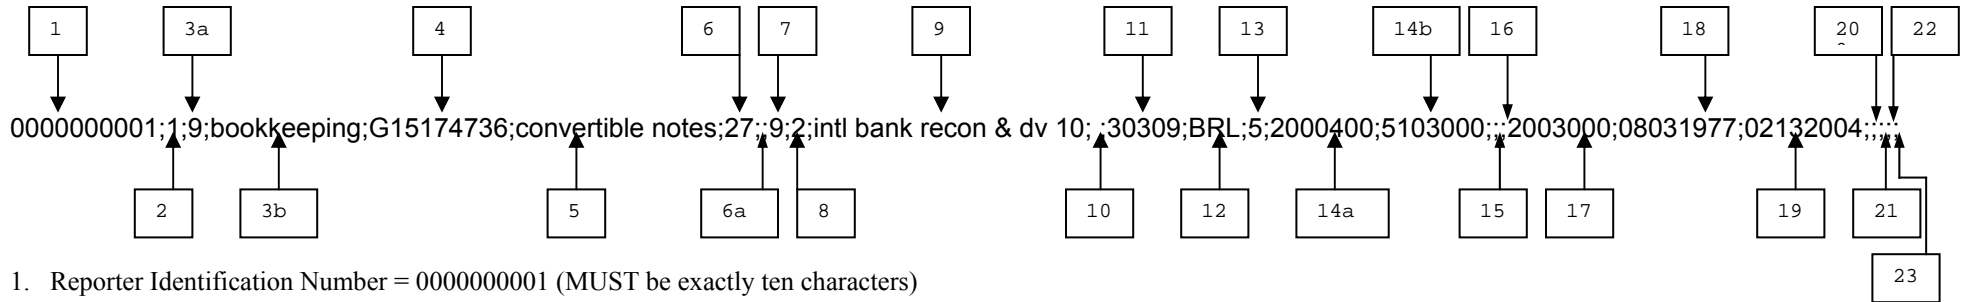 1 3a 4 6 7 9 11 13 14b 16 18 20 22
0000000001;1;9;bookkeeping;G15174736;convertible notes;27;;9;2;intl bank recon & dv 10; ;30309;BRL;5;2000400;5103000;;;2003000;08031977;02132004;;;;;
2 3b 5 6a 8 10 12 14a 15 17 19 21
23
1. Reporter Identification Number = 0000000001 (MUST be exactly ten characters)